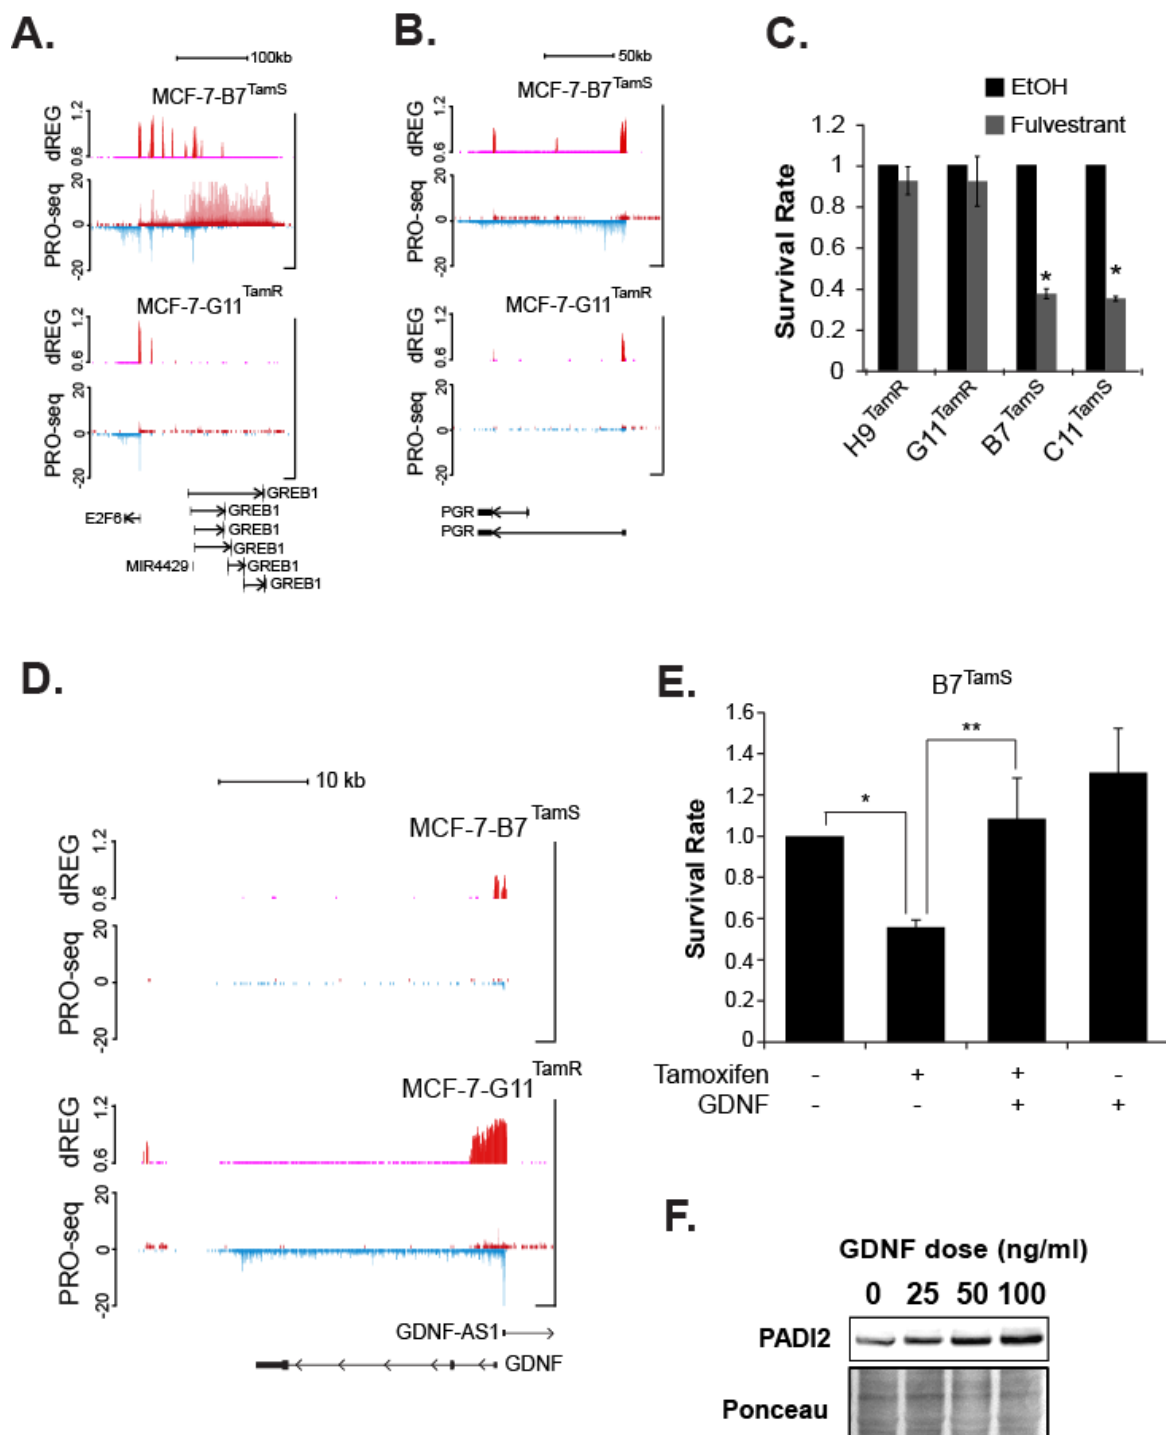 A.
100kb
MCF-7-B7TamS
dREG
1.2
0.6
PRO-seq
20
0
-20
MCF-7-G11TamR
dREG
1.2
0.6
PRO-seq
20
0
-20
GREB1
GREB1
E2F6
GREB1
GREB1
MIR4429
GREB1
GREB1
B.
50kb
MCF-7-B7TamS
dREG
1.2
0.6
PRO-seq
20
0
-20
MCF-7-G11TamR
dREG
1.2
0.6
PRO-seq
20
0
-20
PGR
PGR
C.
EtOH
Fulvestrant
Survival Rate
1.2
1
0.8
0.6
0.4
0.2
0
* *
H9TamR
G11TamR
B7TamS
C11TamS
D.
10 kb
MCF-7-B7TamS
dREG
1.2
0.6
PRO-seq
20
0
-20
MCF-7-G11TamR
dREG
1.2
0.6
PRO-seq
20
0
-20
GDNF-AS1
GDNF
E.
B7TamS
Survival Rate
1.6
1.4
1.2
1.0
0.8
0.6
0.4
0.2
0
*
**
Tamoxifen - + + -
GDNF - - + +
F.
GDNF dose (ng/ml)
0 25 50 100
PADI2
Ponceau